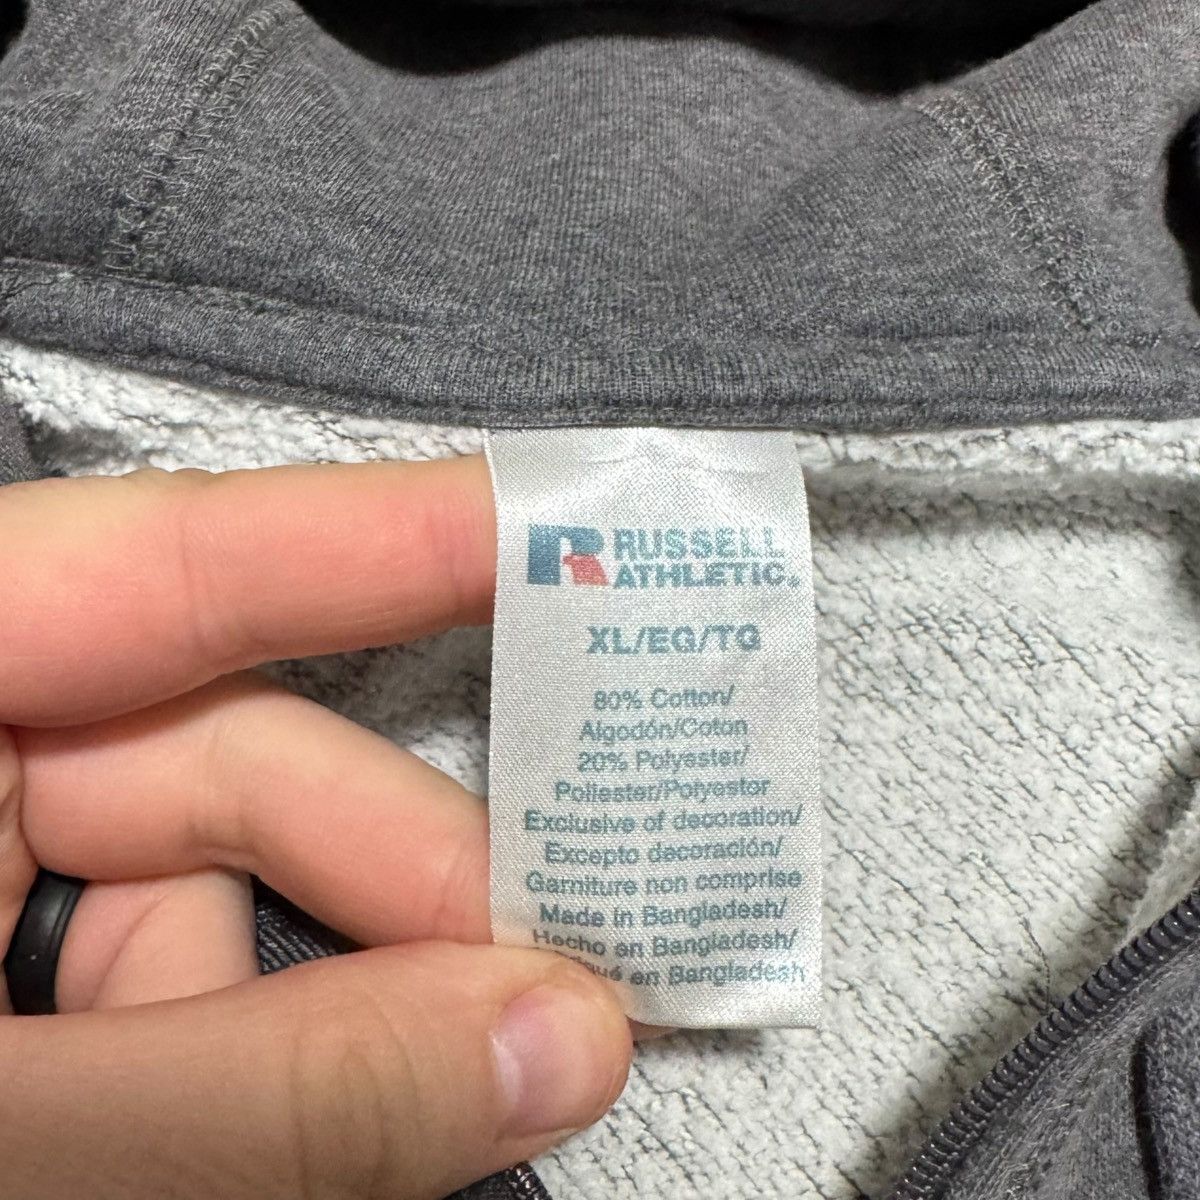 RUSSELL
ATHLETIC.
XL/EG/TG
80% Cotton/
Algodón/Coton
20% Polyester/
Poliester/Polyestor
Exclusive of decoration/
Excepto decoración/
Garniture non comprise
Made in Bangladesh/
Hecho en Bangladesh/
en Bangladesh